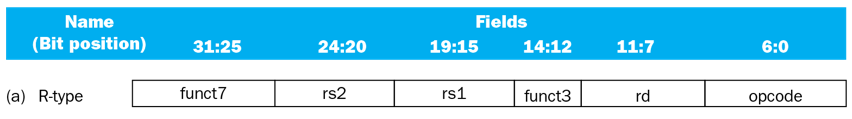 Name Fields
(Bit position) 31:25 24:20 19:15 14:12 11:7 6:0
(a) R-type funct7 rs2 rs1 funct3 rd opcode